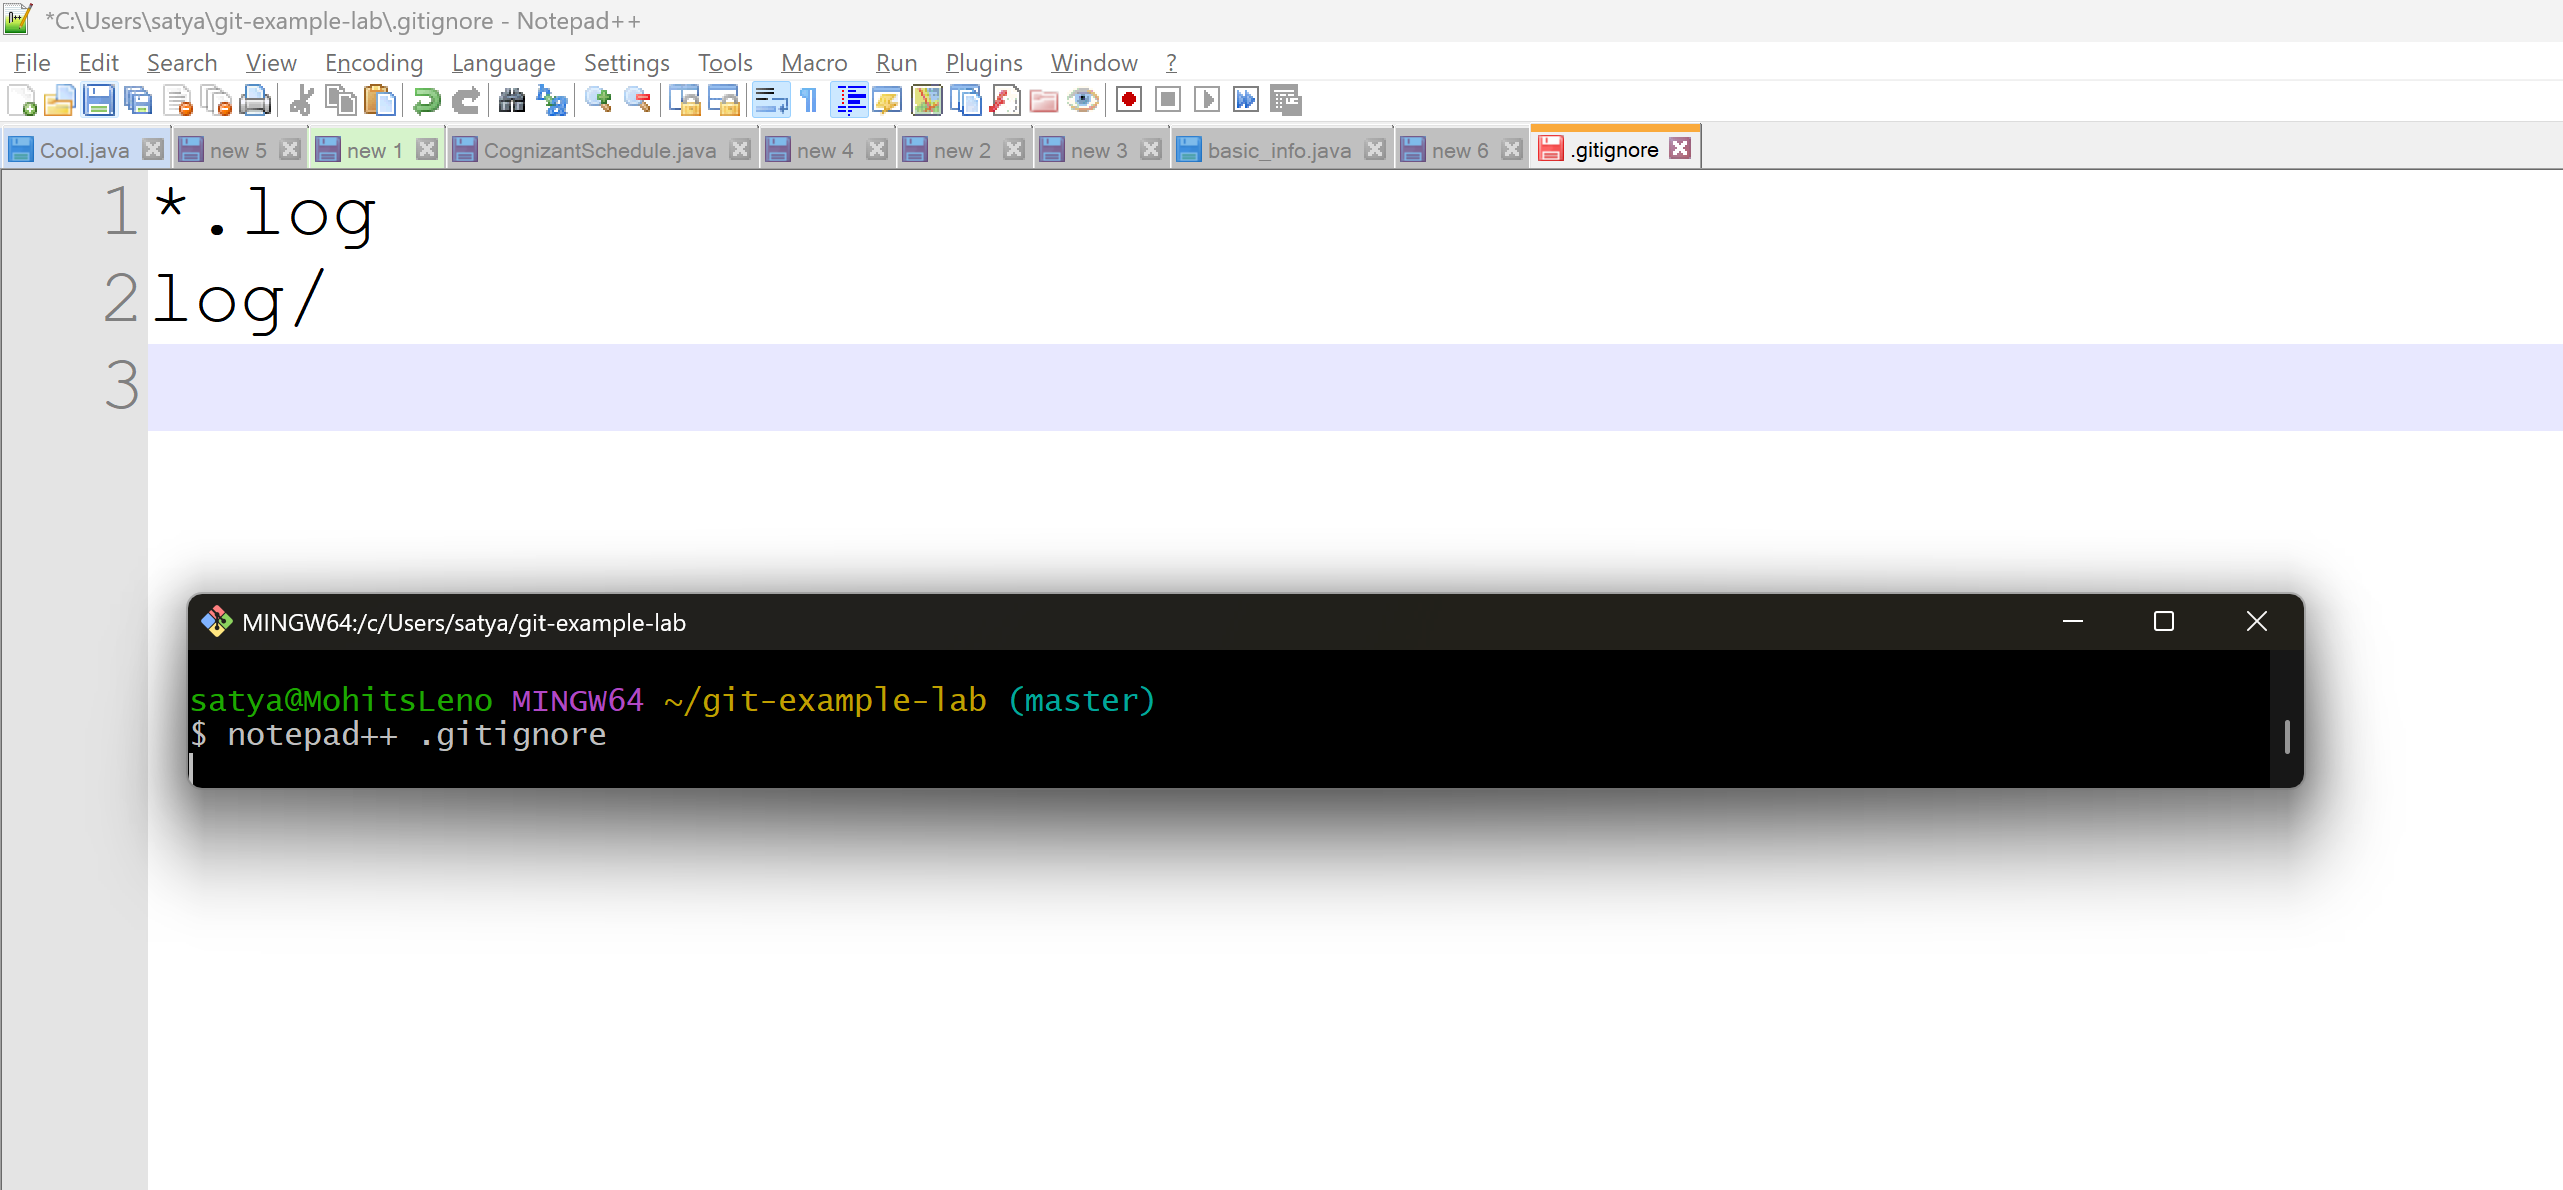 *C:\Users\satya\git-example-lab\.gitignore - Notepad++
File Edit Search View Encoding Language Settings Tools Macro Run Plugins Window ?
Cool.java new 5 new 1 CognizantSchedule.java new 4 new 2 new 3 basic_info.java new 6 .gitignore
1 *.log
2 log/
3
MINGW64:/c/Users/satya/git-example-lab
satya@MohitsLeno MINGW64 ~/git-example-lab (master)
$ notepad++ .gitignore